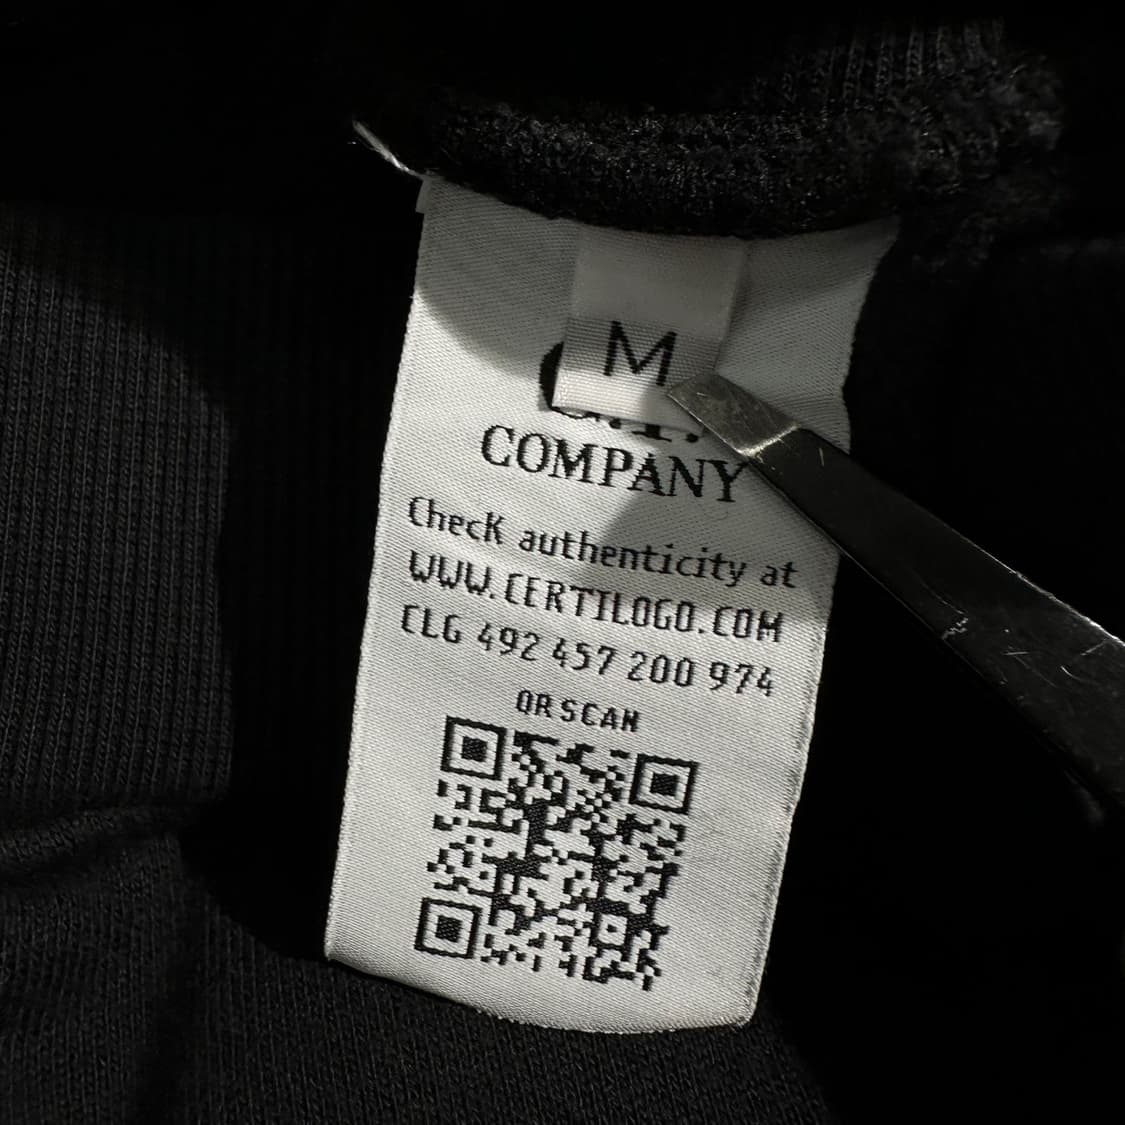 M
COMPANY
Check authenticity at
WWW.CERTILOGO.COM
CLG 492 457 200 974
OR SCAN